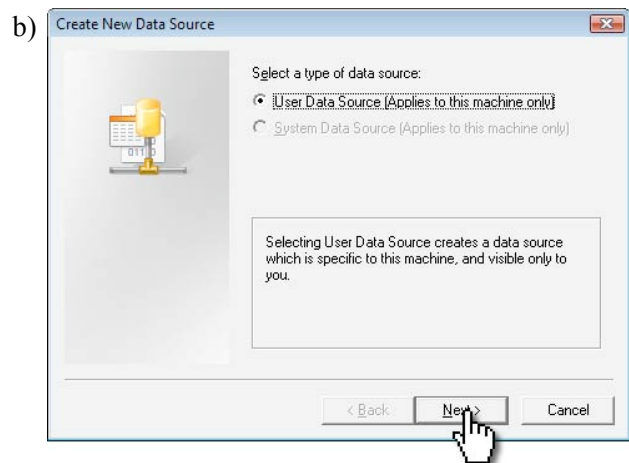 b)
Create New Data Source
Select a type of data source:
User Data Source (Applies to this machine only)
System Data Source (Applies to this machine only)
Selecting User Data Source creates a data source
which is specific to this machine, and visible only to
you.
< Back
Next >
Cancel